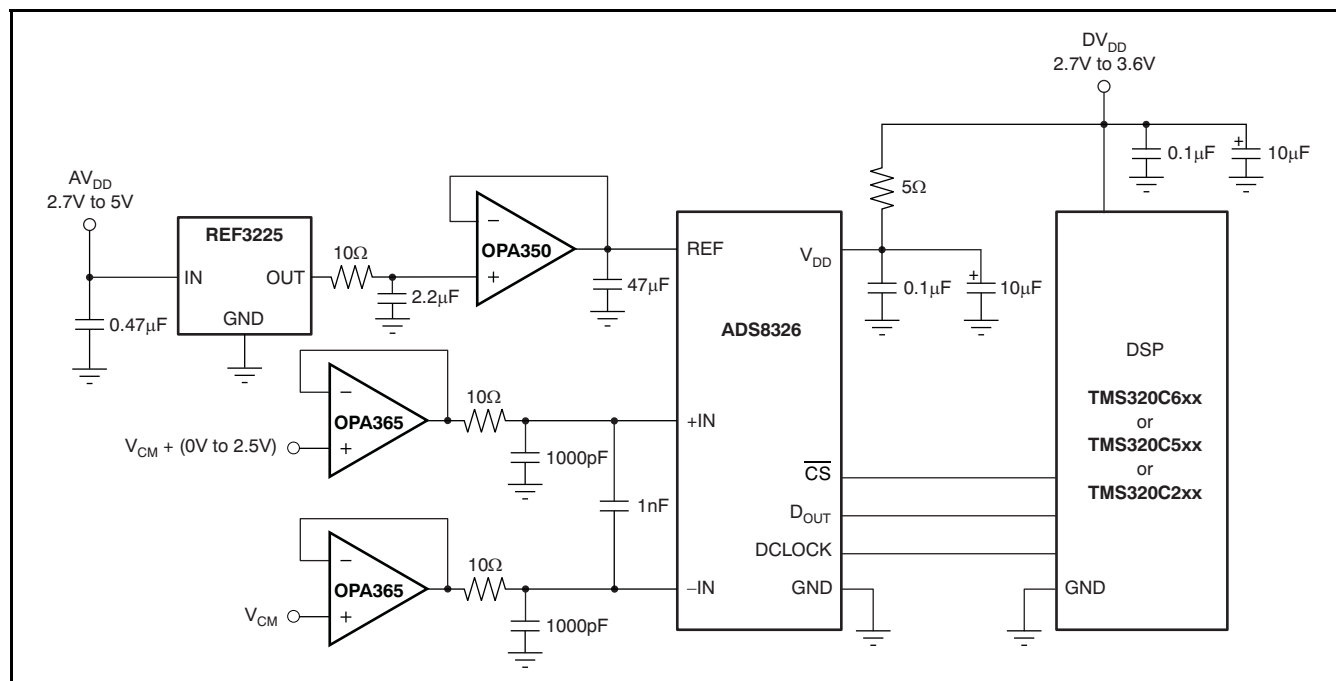 DV_DD
2.7V to 3.6V
0.1µF
10µF
5Ω
AV_DD
2.7V to 5V
REF3225
IN
OUT
GND
0.47µF
10Ω
2.2µF
−
OPA350
+
47µF
REF
V_DD
0.1µF
+
10µF
+
ADS8326
−
OPA365
+
V_CM + (0V to 2.5V)
10Ω
1000pF
1nF
+IN
−
OPA365
+
V_CM
10Ω
1000pF
−IN
CS
D_OUT
DCLOCK
GND
DSP
TMS320C6xx
or
TMS320C5xx
or
TMS320C2xx
GND